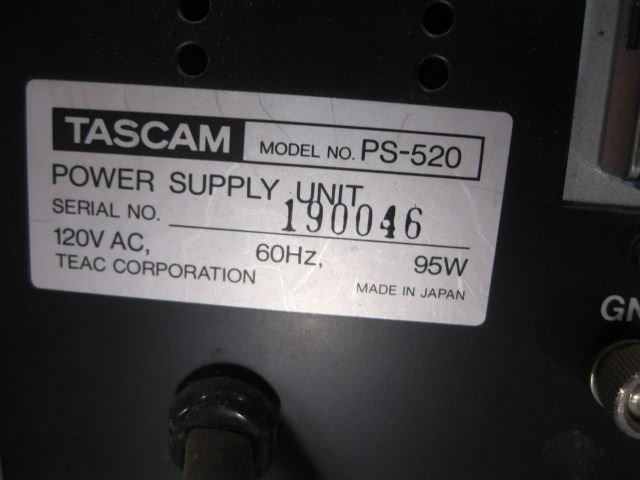 TASCAM MODEL NO. PS-520
POWER SUPPLY UNIT
SERIAL NO. 190046
120V AC, 60Hz, 95W
TEAC CORPORATION MADE IN JAPAN
GN